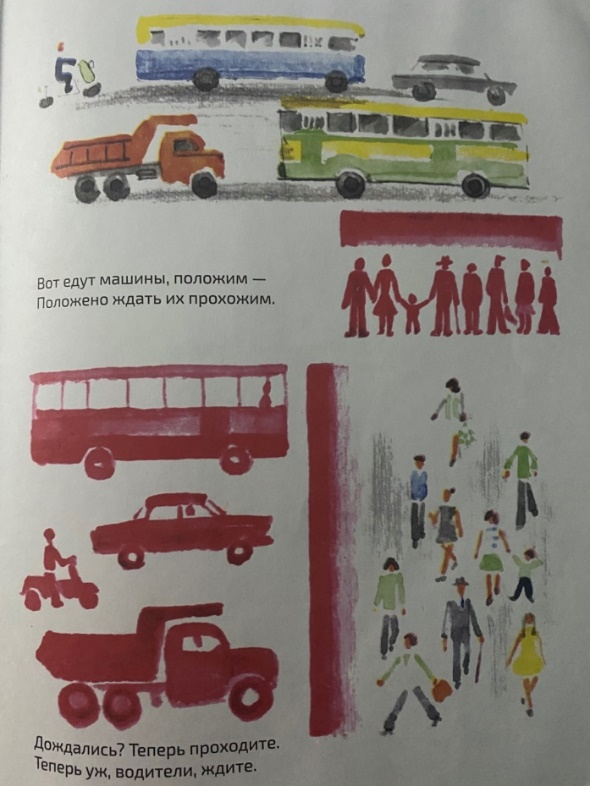 Вот едут машины, положим —
Положено ждать их прохожим.
Дождались? Теперь проходите.
Теперь уж, водители, ждите.